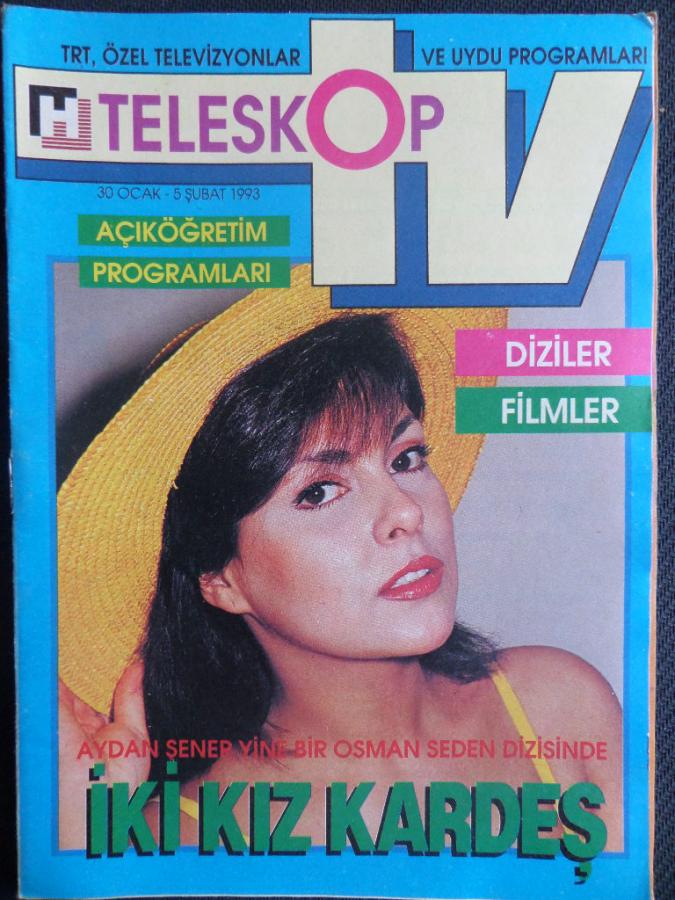 TRT, ÖZEL TELEVİZYONLAR VE UYDU PROGRAMLARI
H TELESKOP
tv
30 OCAK - 5 ŞUBAT 1993
AÇIKÖĞRETİM
PROGRAMLARI
DİZİLER
FİLMLER
AYDAN ŞENER YİNE BİR OSMAN SEDEN DİZİSİNDE
İKİ KIZ KARDEŞ